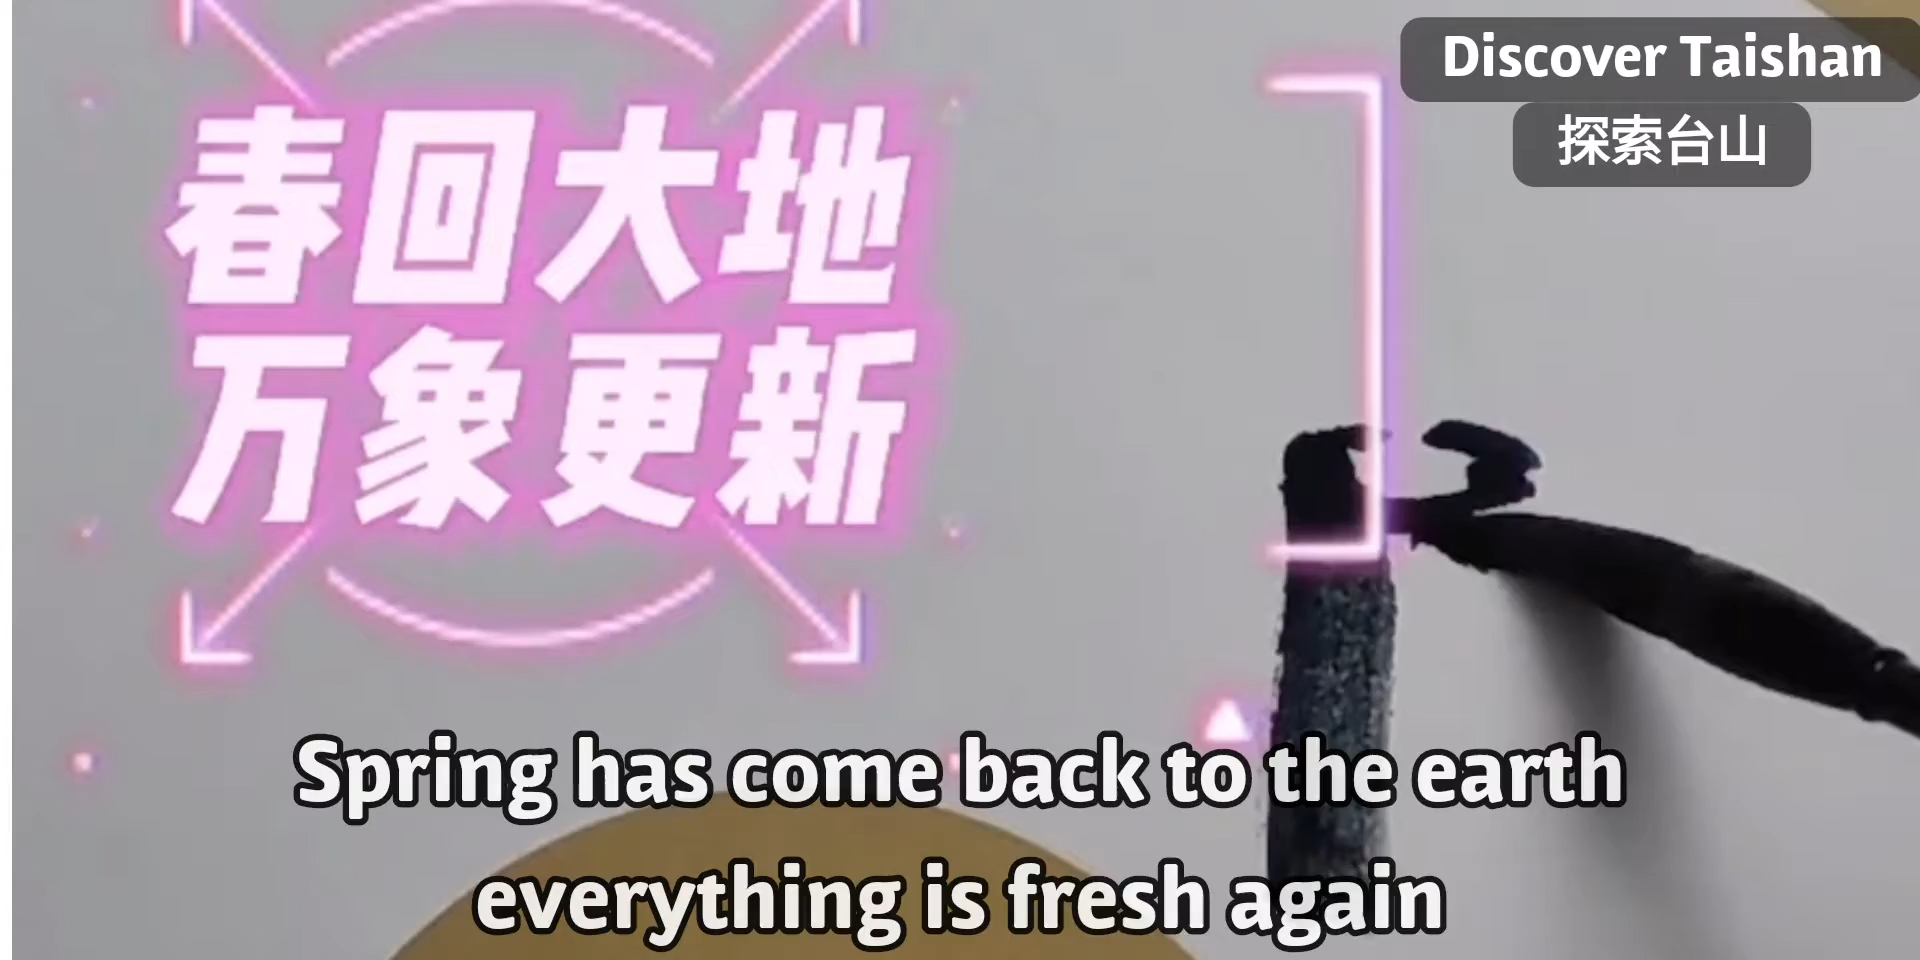 Discover Taishan
探索台山
春回大地
万象更新
Spring has come back to the earth
everything is fresh again